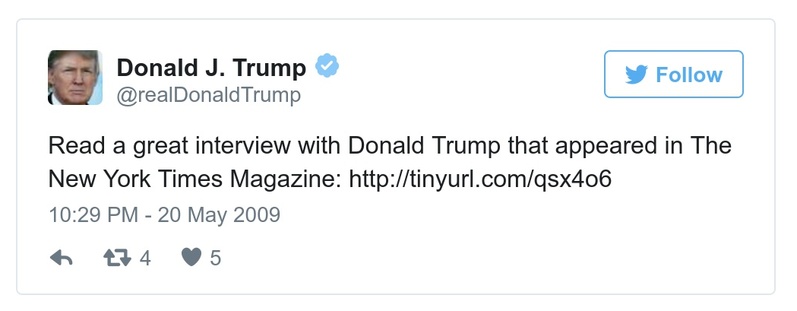 Donald J. Trump
@realDonaldTrump
Follow
Read a great interview with Donald Trump that appeared in The
New York Times Magazine: http://tinyurl.com/qsx4o6
10:29 PM - 20 May 2009
4
5